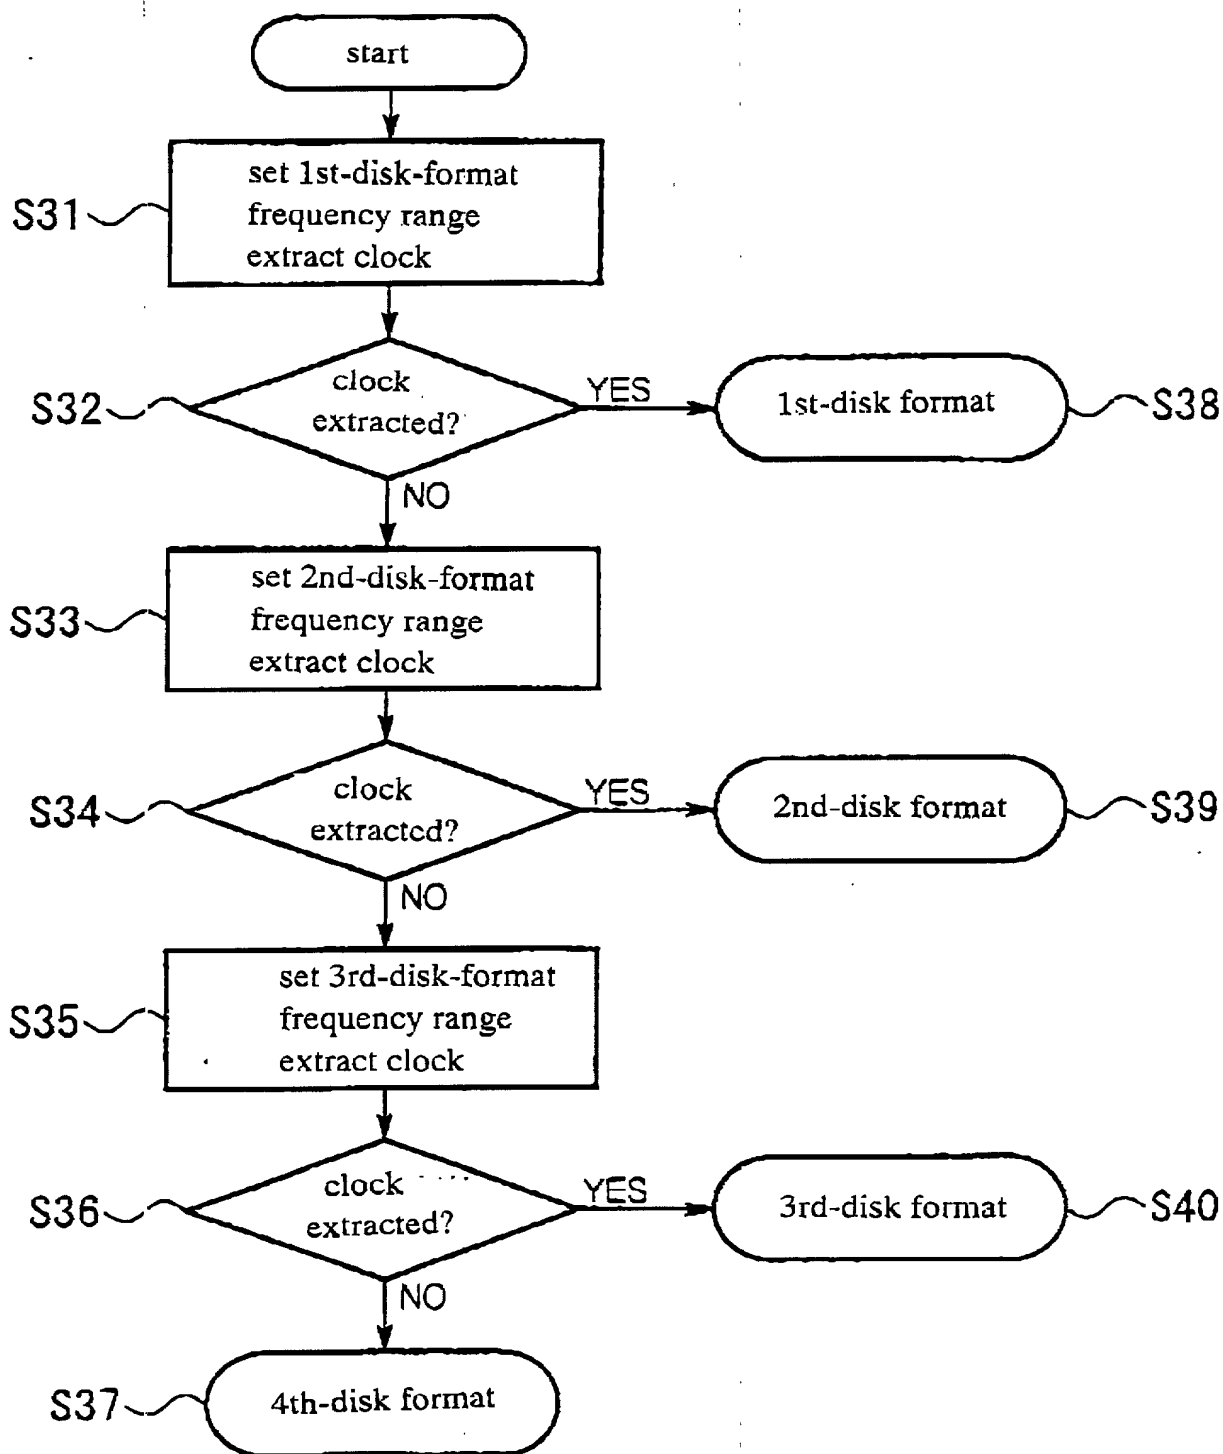 start
set 1st-disk-format
frequency range
extract clock
S31
clock
extracted?
S32
YES
1st-disk format
S38
NO
set 2nd-disk-format
frequency range
extract clock
S33
clock
extracted?
S34
YES
2nd-disk format
S39
NO
set 3rd-disk-format
frequency range
extract clock
S35
clock
extracted?
S36
YES
3rd-disk format
S40
NO
4th-disk format
S37